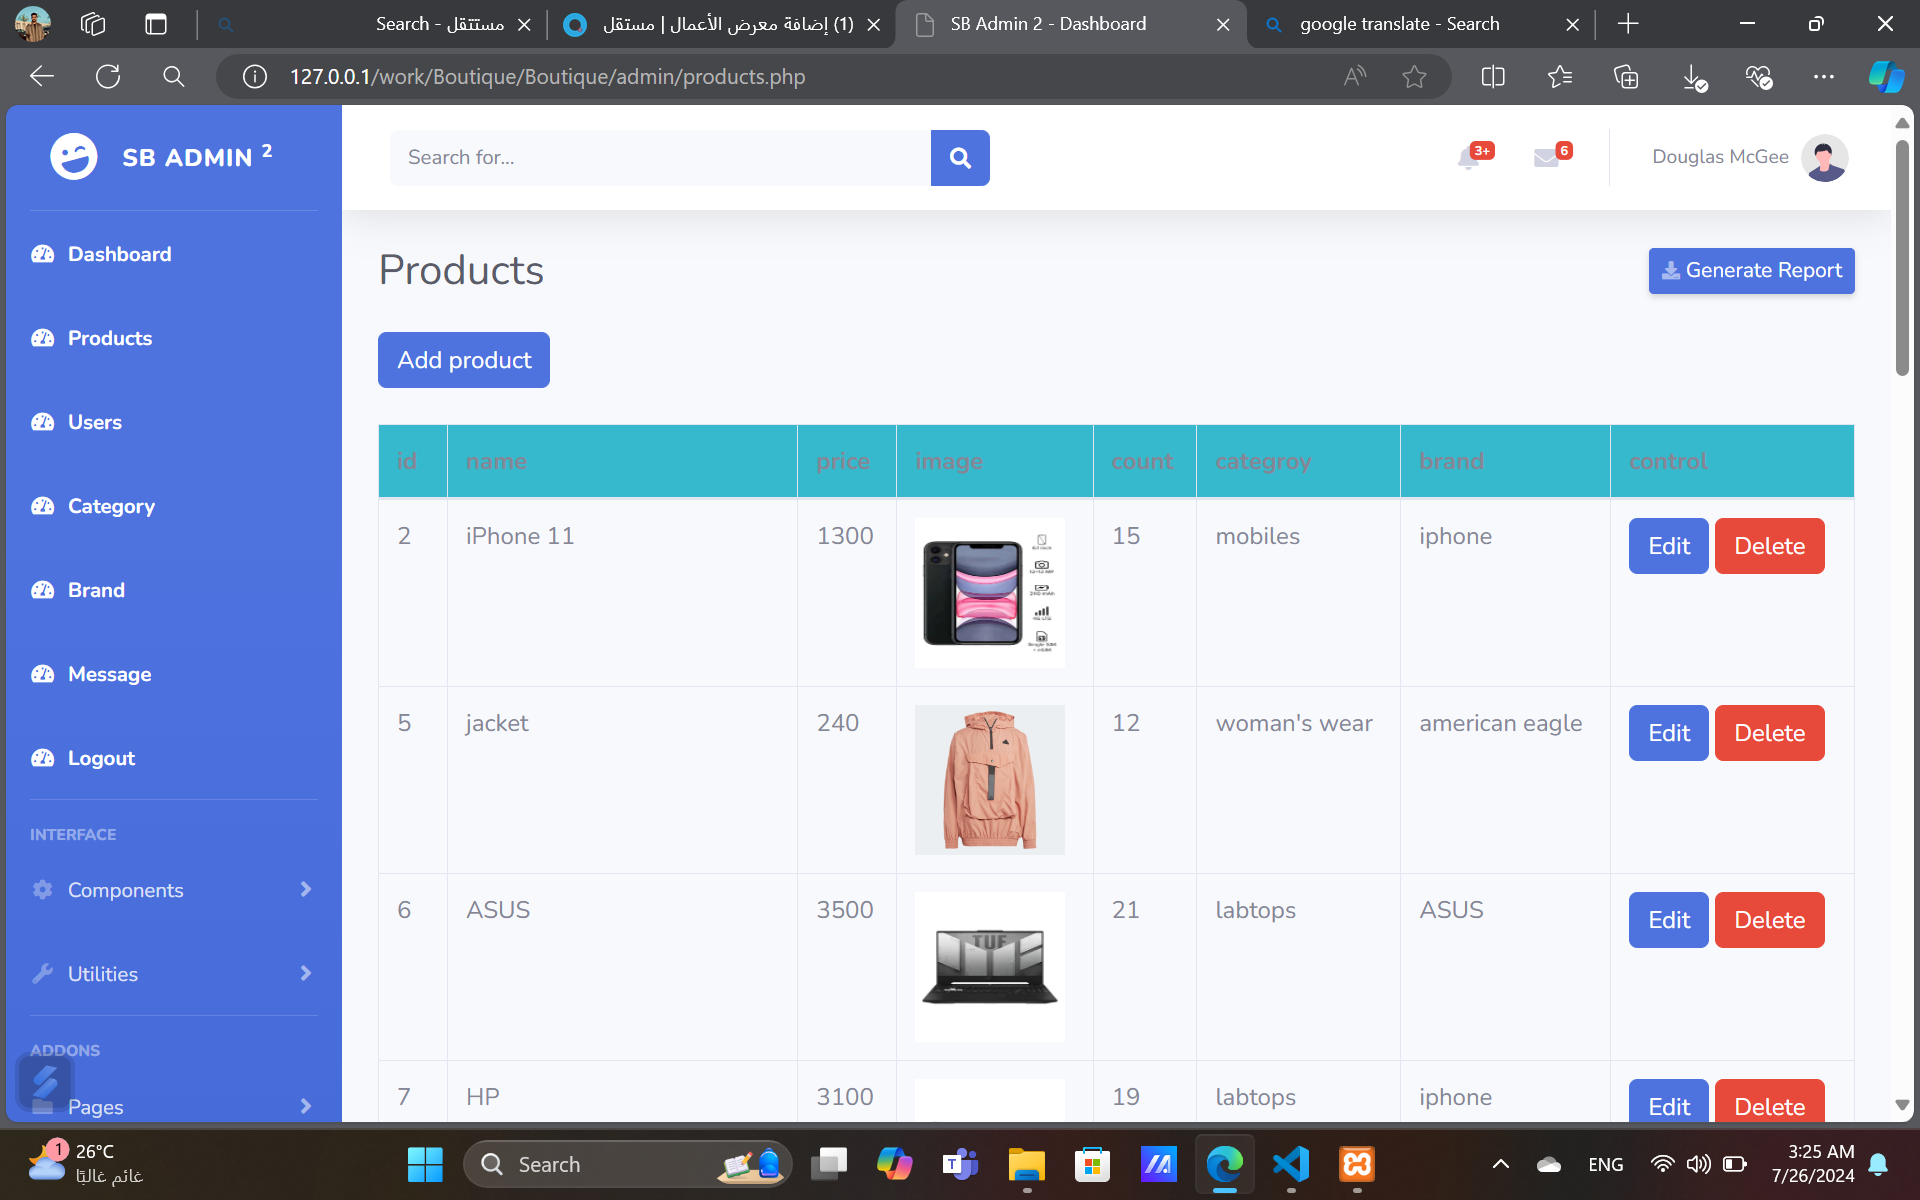 Search - مستتقل
(1) إضافة معرض الأعمال | مستقل
SB Admin 2 - Dashboard
google translate - Search
127.0.0.1/work/Boutique/Boutique/admin/products.php
SB ADMIN 2
Search for...
3+
6
Douglas McGee
Dashboard
Products
Users
Category
Brand
Message
Logout
INTERFACE
Components
Utilities
ADDONS
Pages
Products
Generate Report
Add product
id name price image count categroy brand control
2 iPhone 11 1300 15 mobiles iphone Edit Delete
5 jacket 240 12 woman's wear american eagle Edit Delete
6 ASUS 3500 21 labtops ASUS Edit Delete
TUF
7 HP 3100 19 labtops iphone Edit Delete
1
26°C
غائم غالبًا
Search
ENG
3:25 AM
7/26/2024